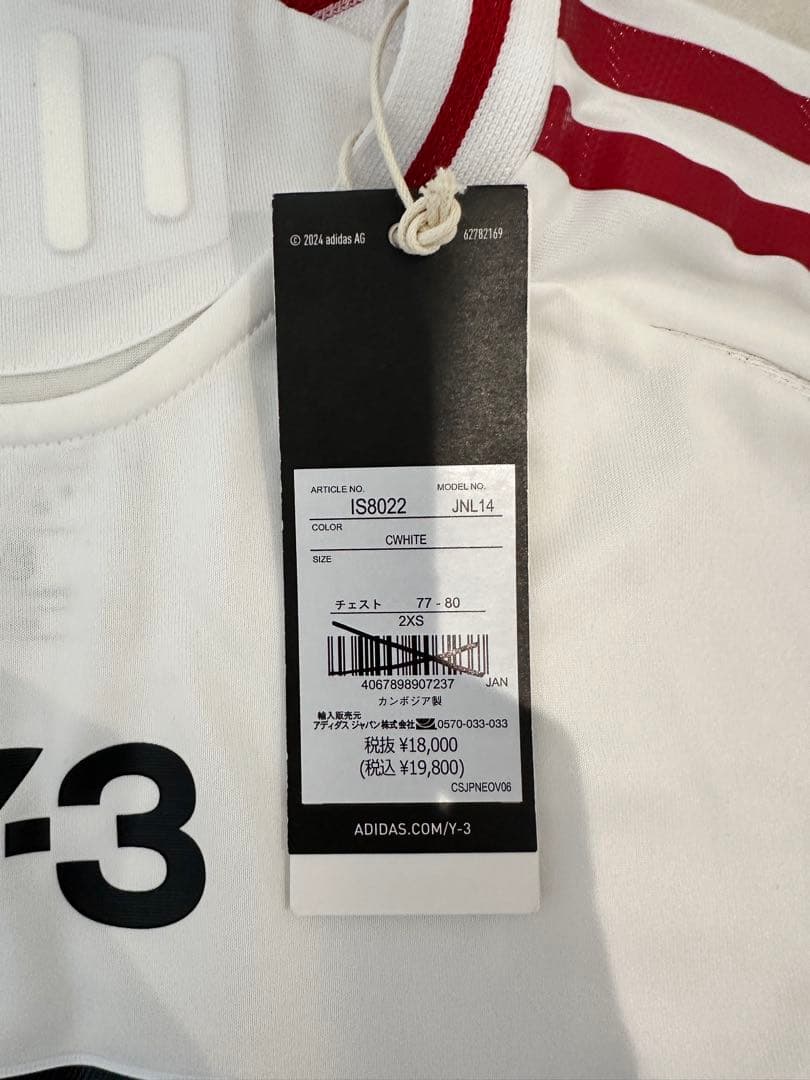 © 2024 adidas AG
62782169
ARTICLE NO. MODEL NO.
IS8022 JNL14
COLOR
CWHITE
SIZE
チェスト 77 - 80
2XS
4067898907237 JAN
カンボジア製
輸入販売元
アディダス ジャパン株式会社 0570-033-033
税抜 ¥18,000
(税込 ¥19,800)
CSJPNEOV06
ADIDAS.COM/Y-3
Y-3